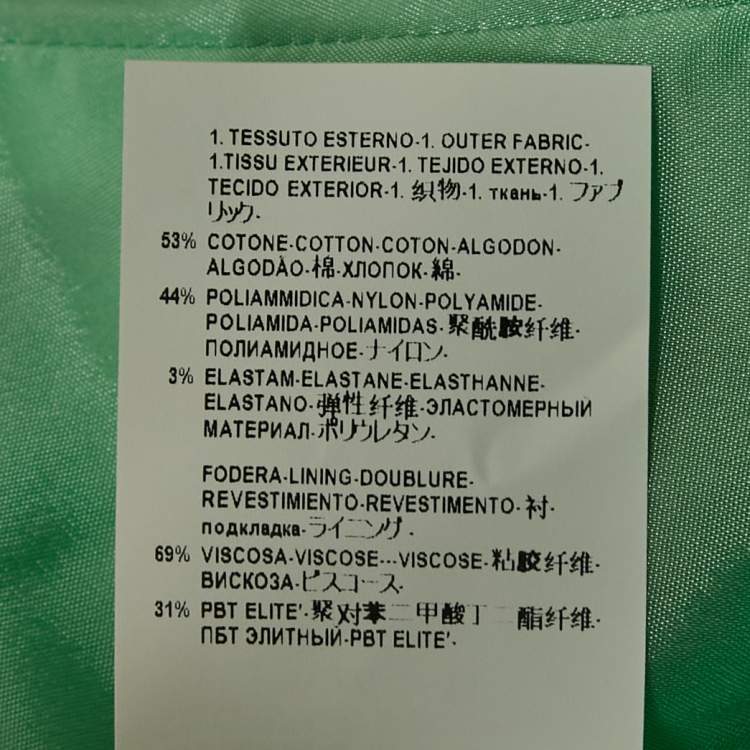 1. TESSUTO ESTERNO-1. OUTER FABRIC-
1.TISSU EXTERIEUR-1. TEJIDO EXTERNO-1.
TECIDO EXTERIOR-1. 织物-1. ткань-1. ファブ
リック-
53% COTONE-COTTON-COTON-ALGODON-
ALGODÃO-棉-ХЛОПОК-綿-
44% POLIAMMIDICA-NYLON-POLYAMIDE-
POLIAMIDA-POLIAMIDAS-聚酰胺纤维-
ПОЛИАМИДНОЕ-ナイロン-
3% ELASTAM-ELASTANE-ELASTHANNE-
ELASTANO-弹性纤维-ЭЛАСТОМЕРНЫЙ
МАТЕРИАЛ-ポリウレタン-
FODERA-LINING-DOUBLURE-
REVESTIMIENTO-REVESTIMENTO-衬-
подкладка-ライニング-
69% VISCOSA-VISCOSE---VISCOSE-粘胶纤维-
ВИСКОЗА-ビスコース-
31% PBT ELITE'-聚对苯二甲酸丁二酯纤维-
ПБТ ЭЛИТНЫЙ-PBT ELITE'-